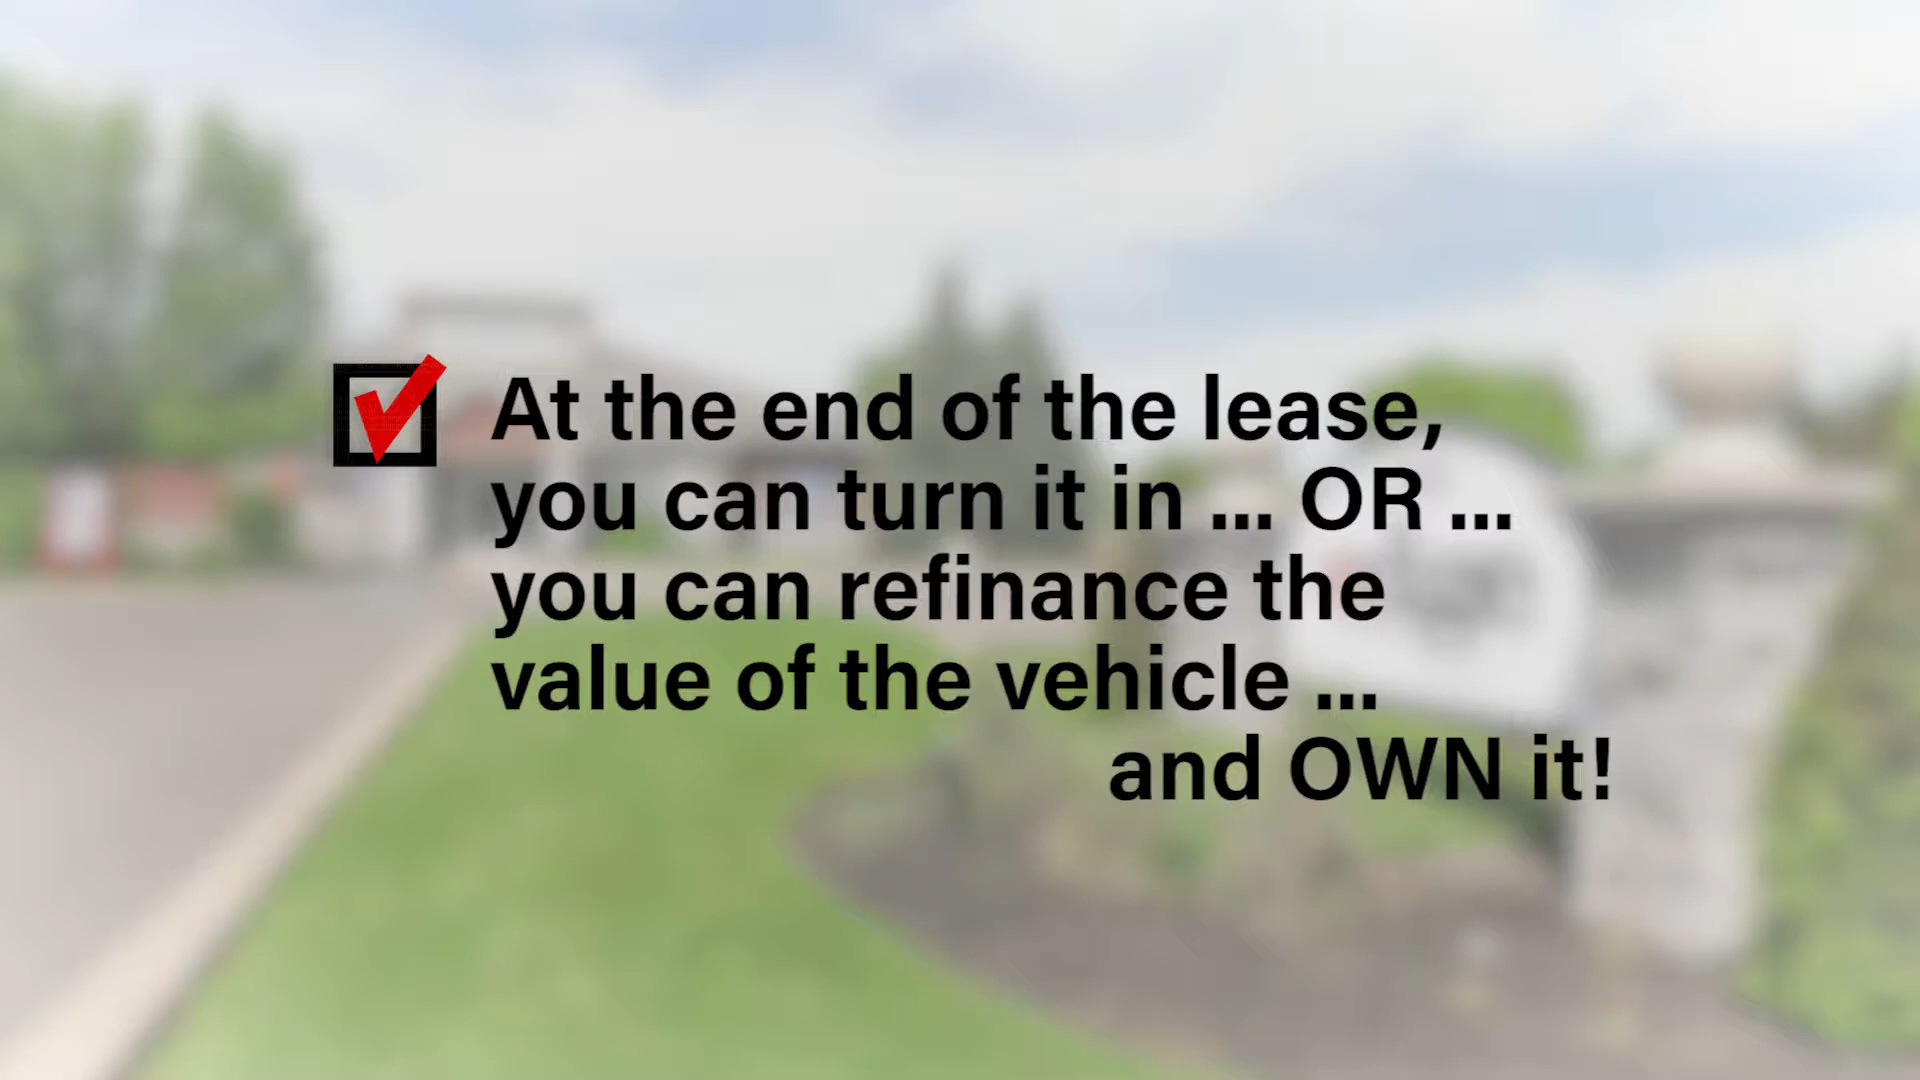 At the end of the lease,
you can turn it in ... OR ...
you can refinance the
value of the vehicle ...
and OWN it!